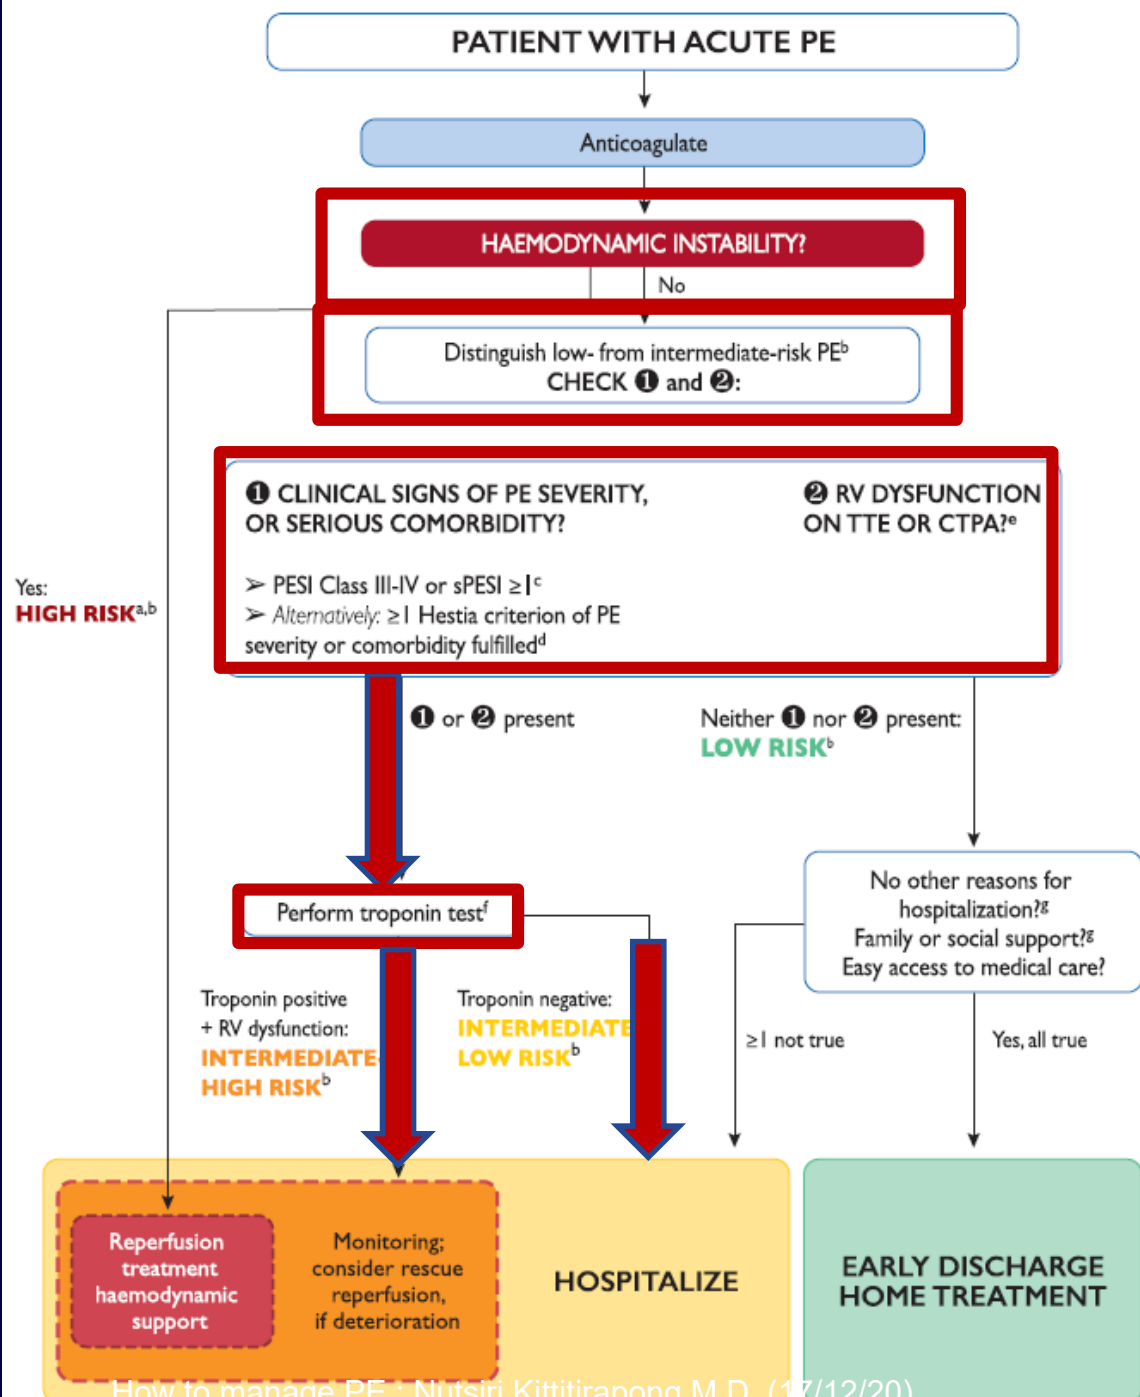 PATIENT WITH ACUTE PE
Anticoagulate
HAEMODYNAMIC INSTABILITY?
No
Distinguish low- from intermediate-risk PEᵇ
CHECK ❶ and ❷:
❶ CLINICAL SIGNS OF PE SEVERITY,
OR SERIOUS COMORBIDITY?
➢ PESI Class III-IV or sPESI ≥1ᶜ
➢ Alternatively: ≥1 Hestia criterion of PE
severity or comorbidity fulfilledᵈ
❷ RV DYSFUNCTION
ON TTE OR CTPA?ᵉ
Yes:
HIGH RISKᵃ,ᵇ
❶ or ❷ present
Neither ❶ nor ❷ present:
LOW RISKᵇ
Perform troponin testᶠ
No other reasons for
hospitalization?ᵍ
Family or social support?ᵍ
Easy access to medical care?
Troponin positive
+ RV dysfunction:
INTERMEDIATE-
HIGH RISKᵇ
Troponin negative:
INTERMEDIATE
LOW RISKᵇ
≥1 not true
Yes, all true
Reperfusion
treatment
haemodynamic
support
Monitoring;
consider rescue
reperfusion,
if deterioration
HOSPITALIZE
EARLY DISCHARGE
HOME TREATMENT
How to manage PE : Nutsiri Kittitirapong M.D. (17/12/20)